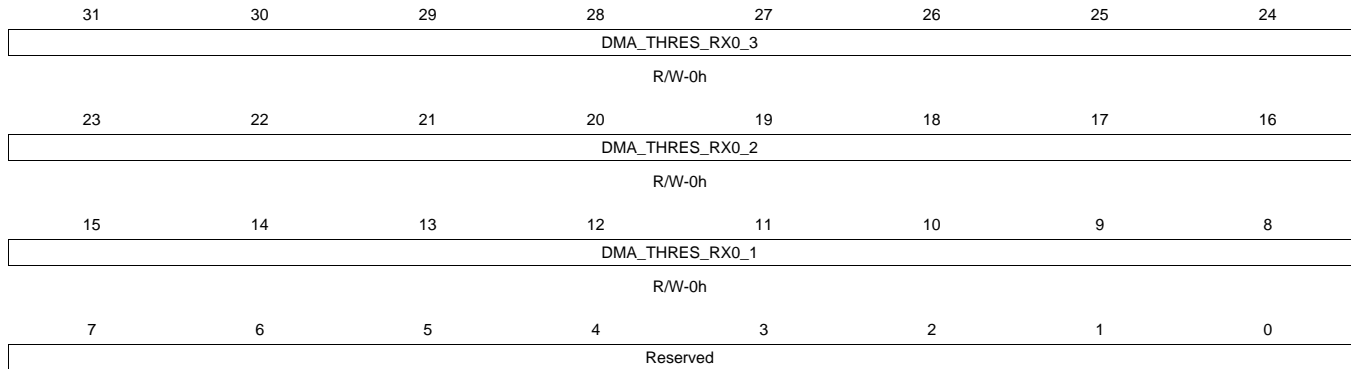 31 30 29 28 27 26 25 24
DMA_THRES_RX0_3
R/W-0h
23 22 21 20 19 18 17 16
DMA_THRES_RX0_2
R/W-0h
15 14 13 12 11 10 9 8
DMA_THRES_RX0_1
R/W-0h
7 6 5 4 3 2 1 0
Reserved